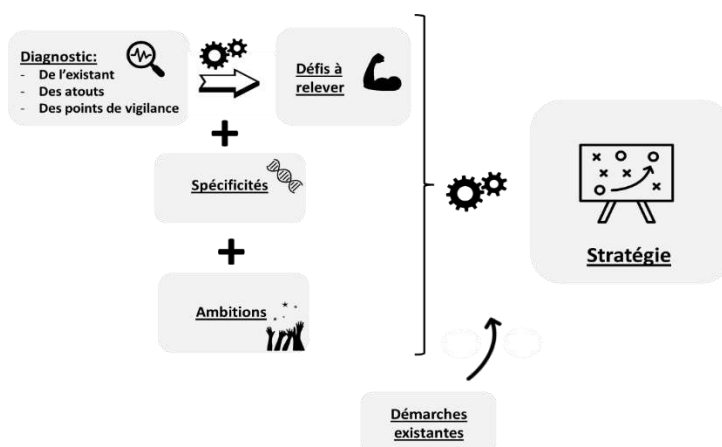 Diagnostic:
- De l'existant
- Des atouts
- Des points de vigilance
Défis à
relever
Spécificités
Ambitions
Stratégie
Démarches
existantes